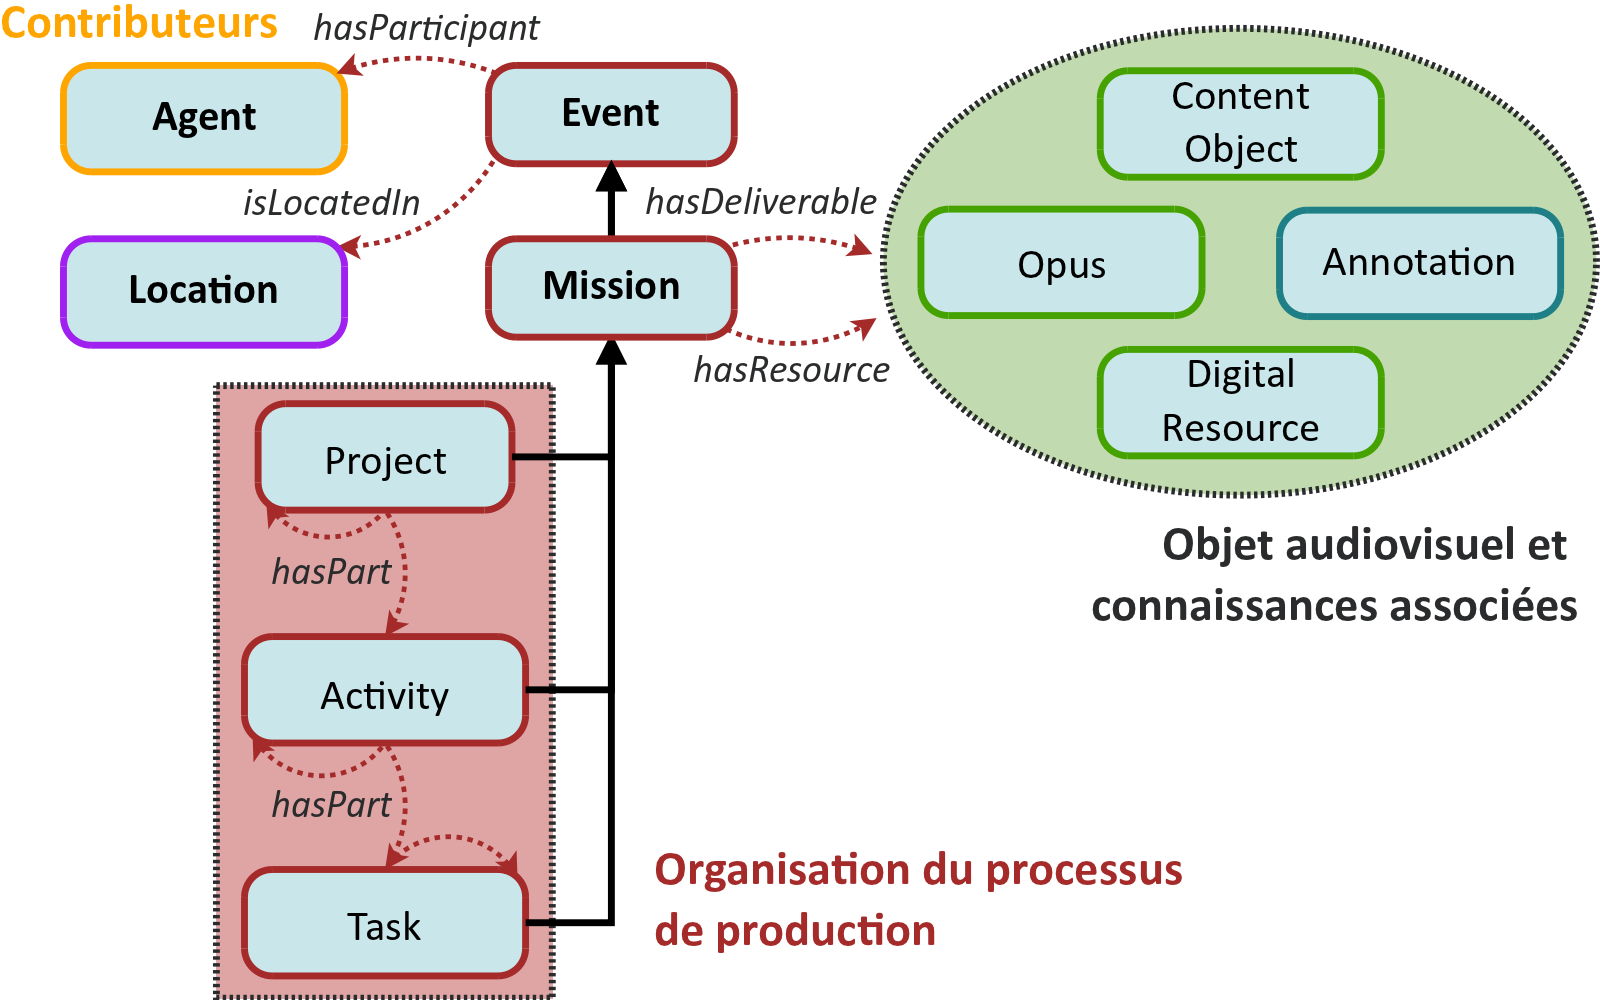 Contributeurs
hasParticipant
Agent
Event
Content
Object
isLocatedIn
hasDeliverable
Location
Mission
Opus
Annotation
hasResource
Digital
Resource
Project
hasPart
Objet audiovisuel et
connaissances associées
Activity
hasPart
Task
Organisation du processus
de production